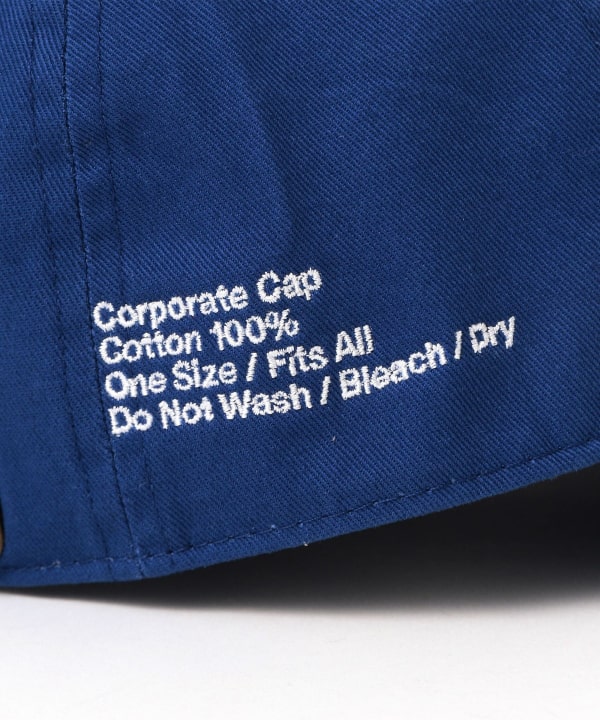 Corporate Cap
Cotton 100%
One Size / Fits All
Do Not Wash / Bleach / Dry